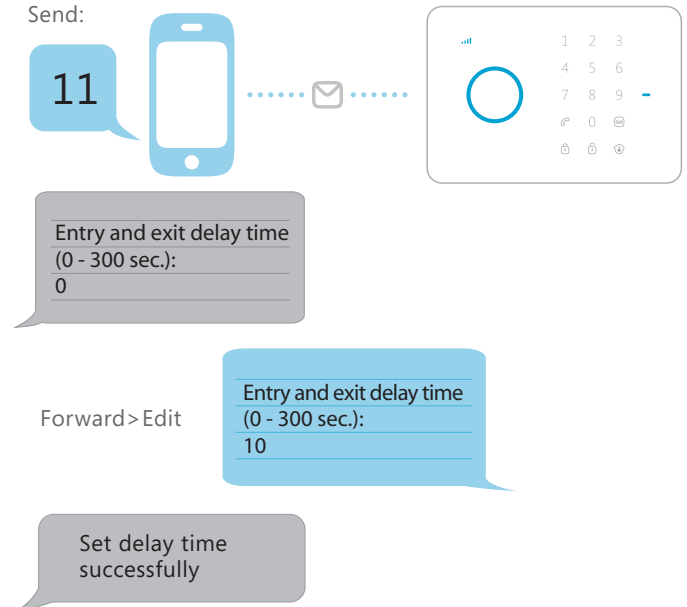 Send:
11
1 2 3
4 5 6
7 8 9
0
Entry and exit delay time
(0 - 300 sec.):
0
Forward>Edit
Entry and exit delay time
(0 - 300 sec.):
10
Set delay time
successfully